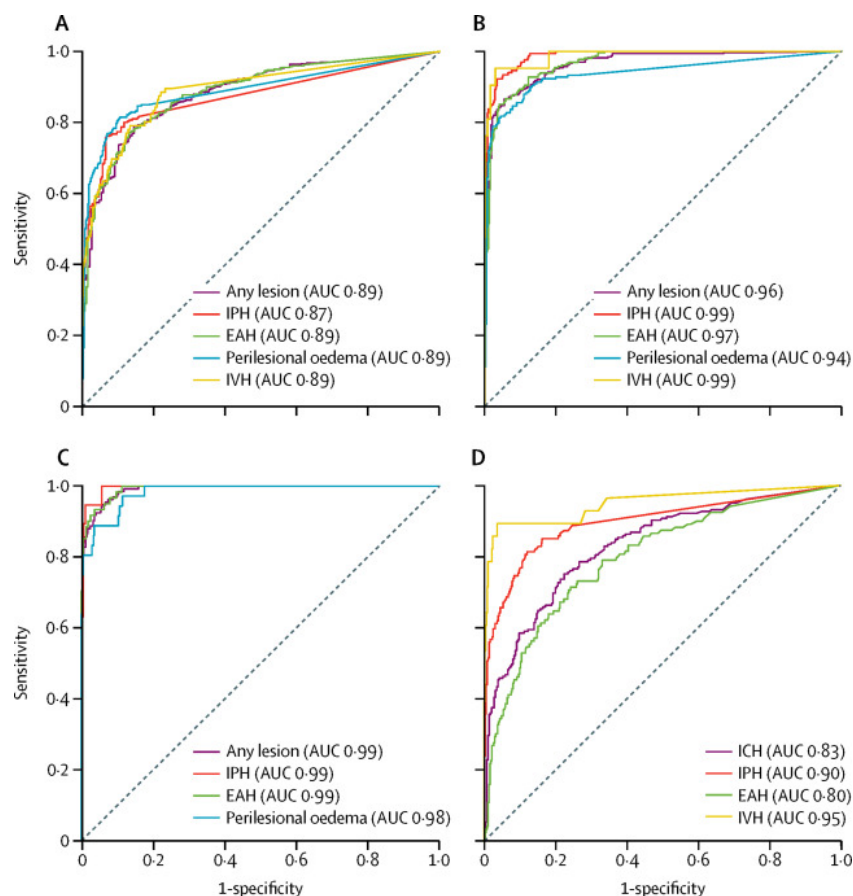 A
1·0
0·8
0·6
0·4
0·2
0
Sensitivity
Any lesion (AUC 0·89)
IPH (AUC 0·87)
EAH (AUC 0·89)
Perilesional oedema (AUC 0·89)
IVH (AUC 0·89)
B
Any lesion (AUC 0·96)
IPH (AUC 0·99)
EAH (AUC 0·97)
Perilesional oedema (AUC 0·94)
IVH (AUC 0·99)
C
1·0
0·8
0·6
0·4
0·2
0
Sensitivity
Any lesion (AUC 0·99)
IPH (AUC 0·99)
EAH (AUC 0·99)
Perilesional oedema (AUC 0·98)
0 0·2 0·4 0·6 0·8 1·0
1-specificity
D
ICH (AUC 0·83)
IPH (AUC 0·90)
EAH (AUC 0·80)
IVH (AUC 0·95)
0 0·2 0·4 0·6 0·8 1·0
1-specificity